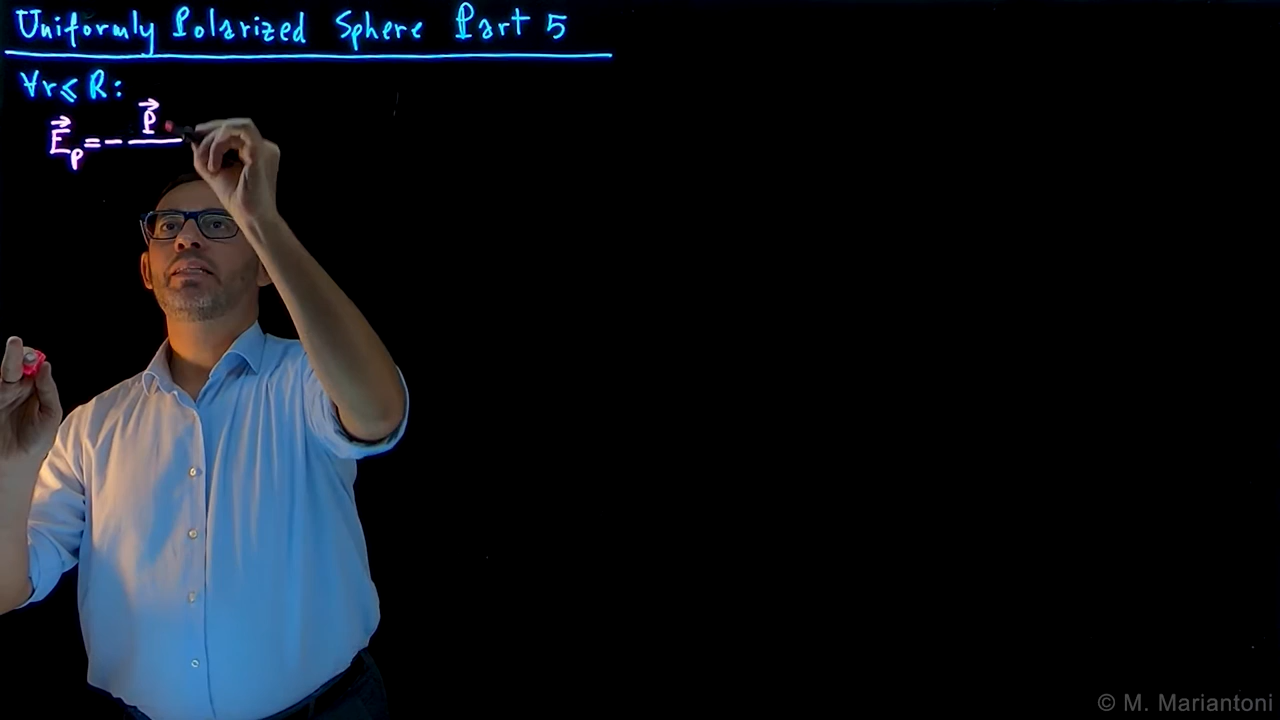 Uniformly Polarized Sphere Part 5
∀r ≤ R:
E⃗ₚ = - P⃗
© M. Mariantoni